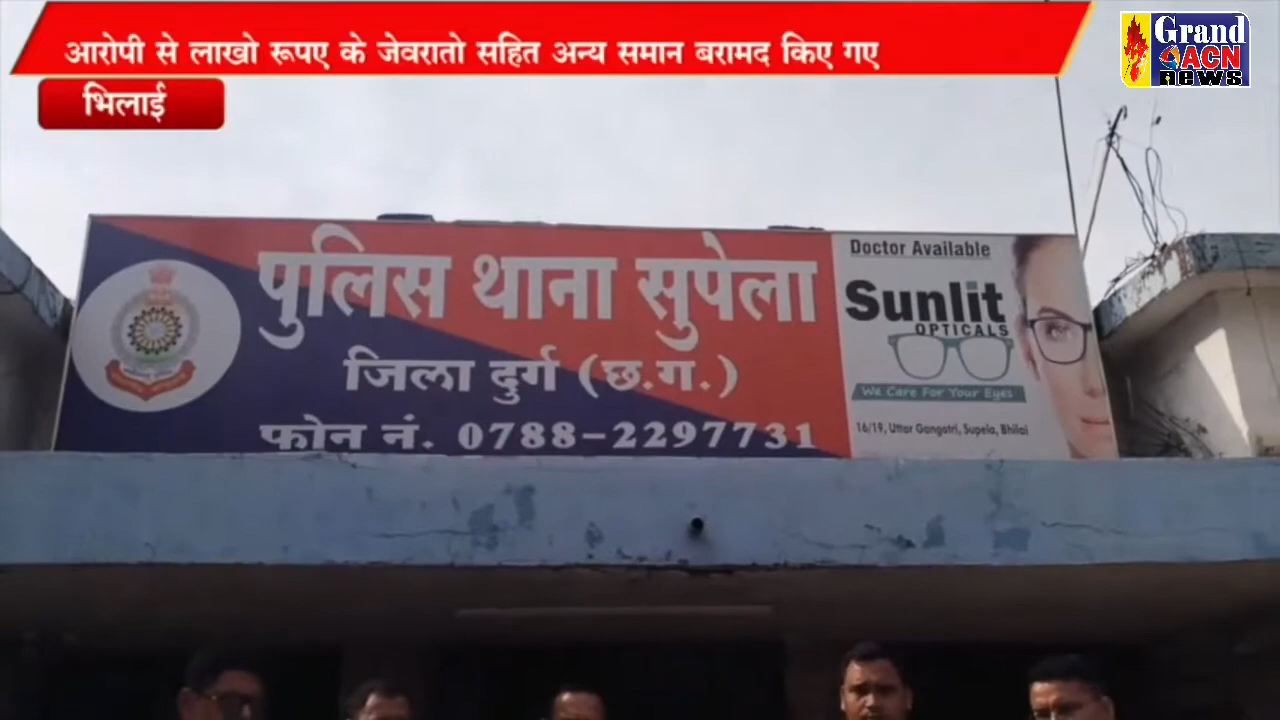 आरोपी से लाखो रूपए के जेवरातो सहित अन्य समान बरामद किए गए
भिलाई
Grand
ACN
news
पुलिस थाना सुपेला
जिला दुर्ग (छ.ग.)
फोन नं. 0788-2297731
Doctor Available
Sunlit
OPTICALS
We Care For Your Eyes
16/19, Uttar Gangotri, Supela, Bhilai